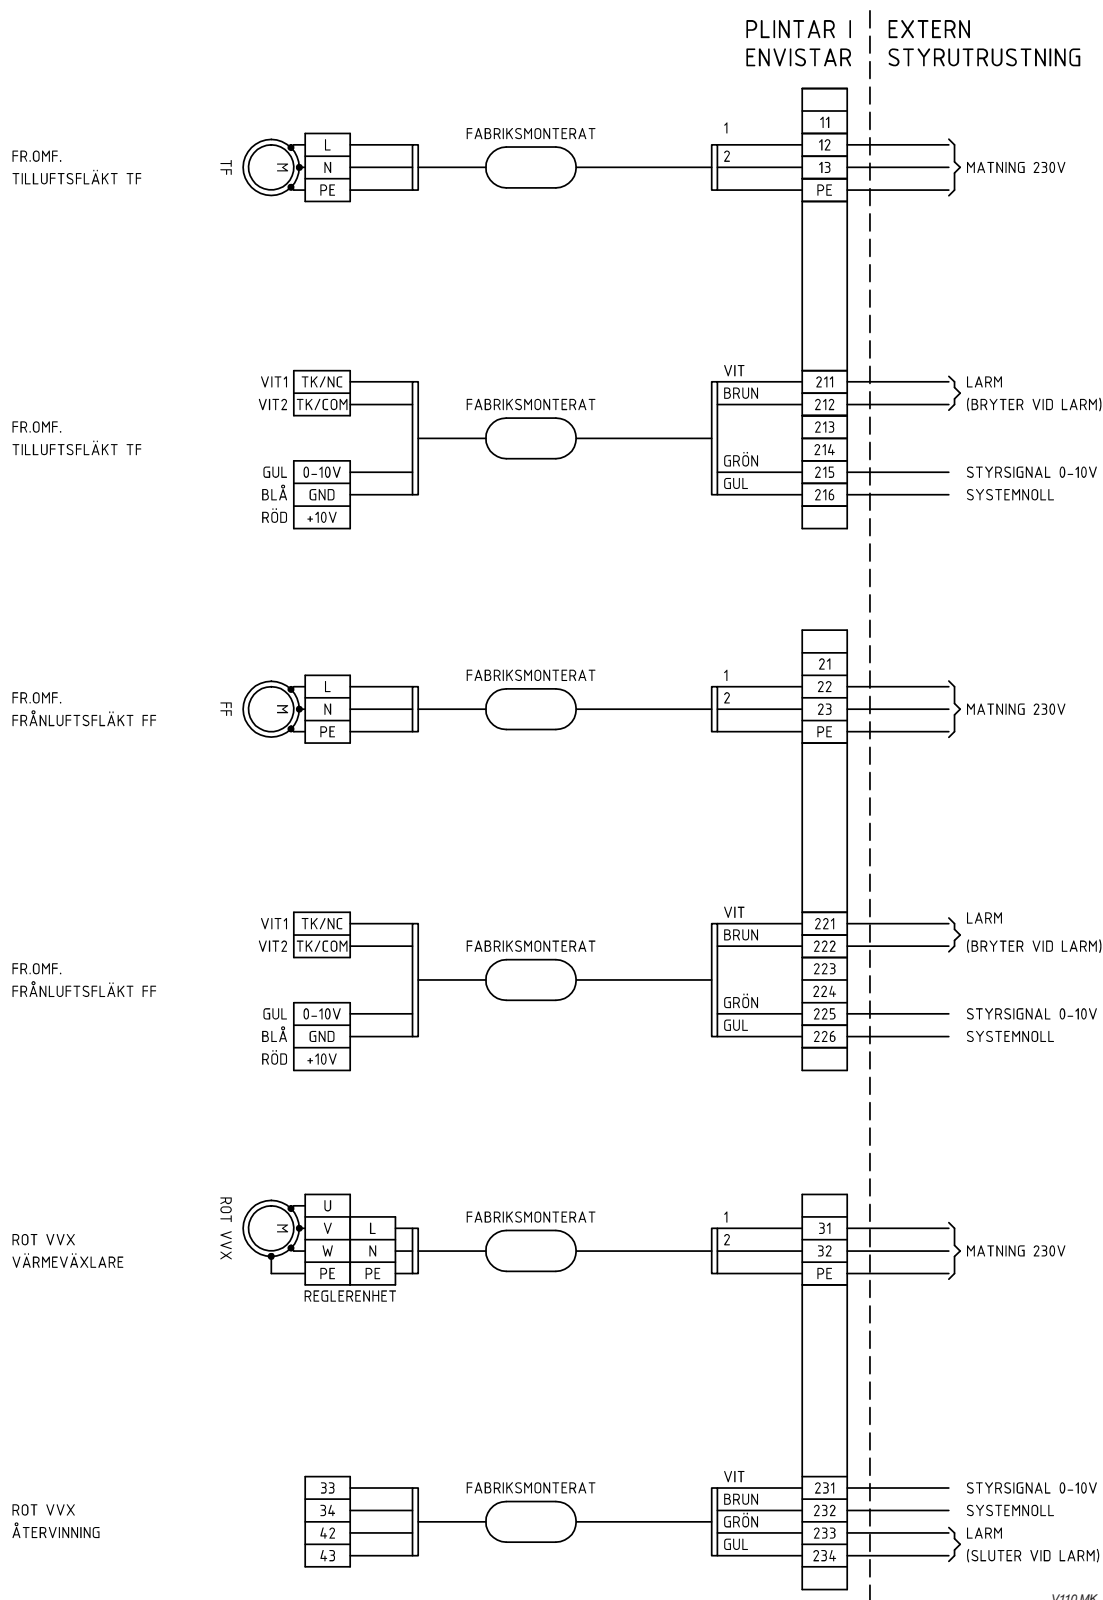 PLINTAR I
ENVISTAR
EXTERN
STYRUTRUSTNING
FR.OMF.
TILLUFTSFLÄKT TF
TF
M
L
N
PE
FABRIKSMONTERAT
1
2
11
12
13
PE
MATNING 230V
FR.OMF.
TILLUFTSFLÄKT TF
VIT1 TK/NC
VIT2 TK/COM
GUL 0-10V
BLÅ GND
RÖD +10V
FABRIKSMONTERAT
VIT
BRUN
GRÖN
GUL
211
212
213
214
215
216
LARM
(BRYTER VID LARM)
STYRSIGNAL 0-10V
SYSTEMNOLL
FR.OMF.
FRÅNLUFTSFLÄKT FF
FF
M
L
N
PE
FABRIKSMONTERAT
1
2
21
22
23
PE
MATNING 230V
FR.OMF.
FRÅNLUFTSFLÄKT FF
VIT1 TK/NC
VIT2 TK/COM
GUL 0-10V
BLÅ GND
RÖD +10V
FABRIKSMONTERAT
VIT
BRUN
GRÖN
GUL
221
222
223
224
225
226
LARM
(BRYTER VID LARM)
STYRSIGNAL 0-10V
SYSTEMNOLL
ROT VVX
VÄRMEVÄXLARE
ROT VVX
M
U
V L
W N
PE PE
REGLERENHET
FABRIKSMONTERAT
1
2
31
32
PE
MATNING 230V
ROT VVX
ÅTERVINNING
33
34
42
43
FABRIKSMONTERAT
VIT
BRUN
GRÖN
GUL
231
232
233
234
STYRSIGNAL 0-10V
SYSTEMNOLL
LARM
(SLUTER VID LARM)
V110 MK